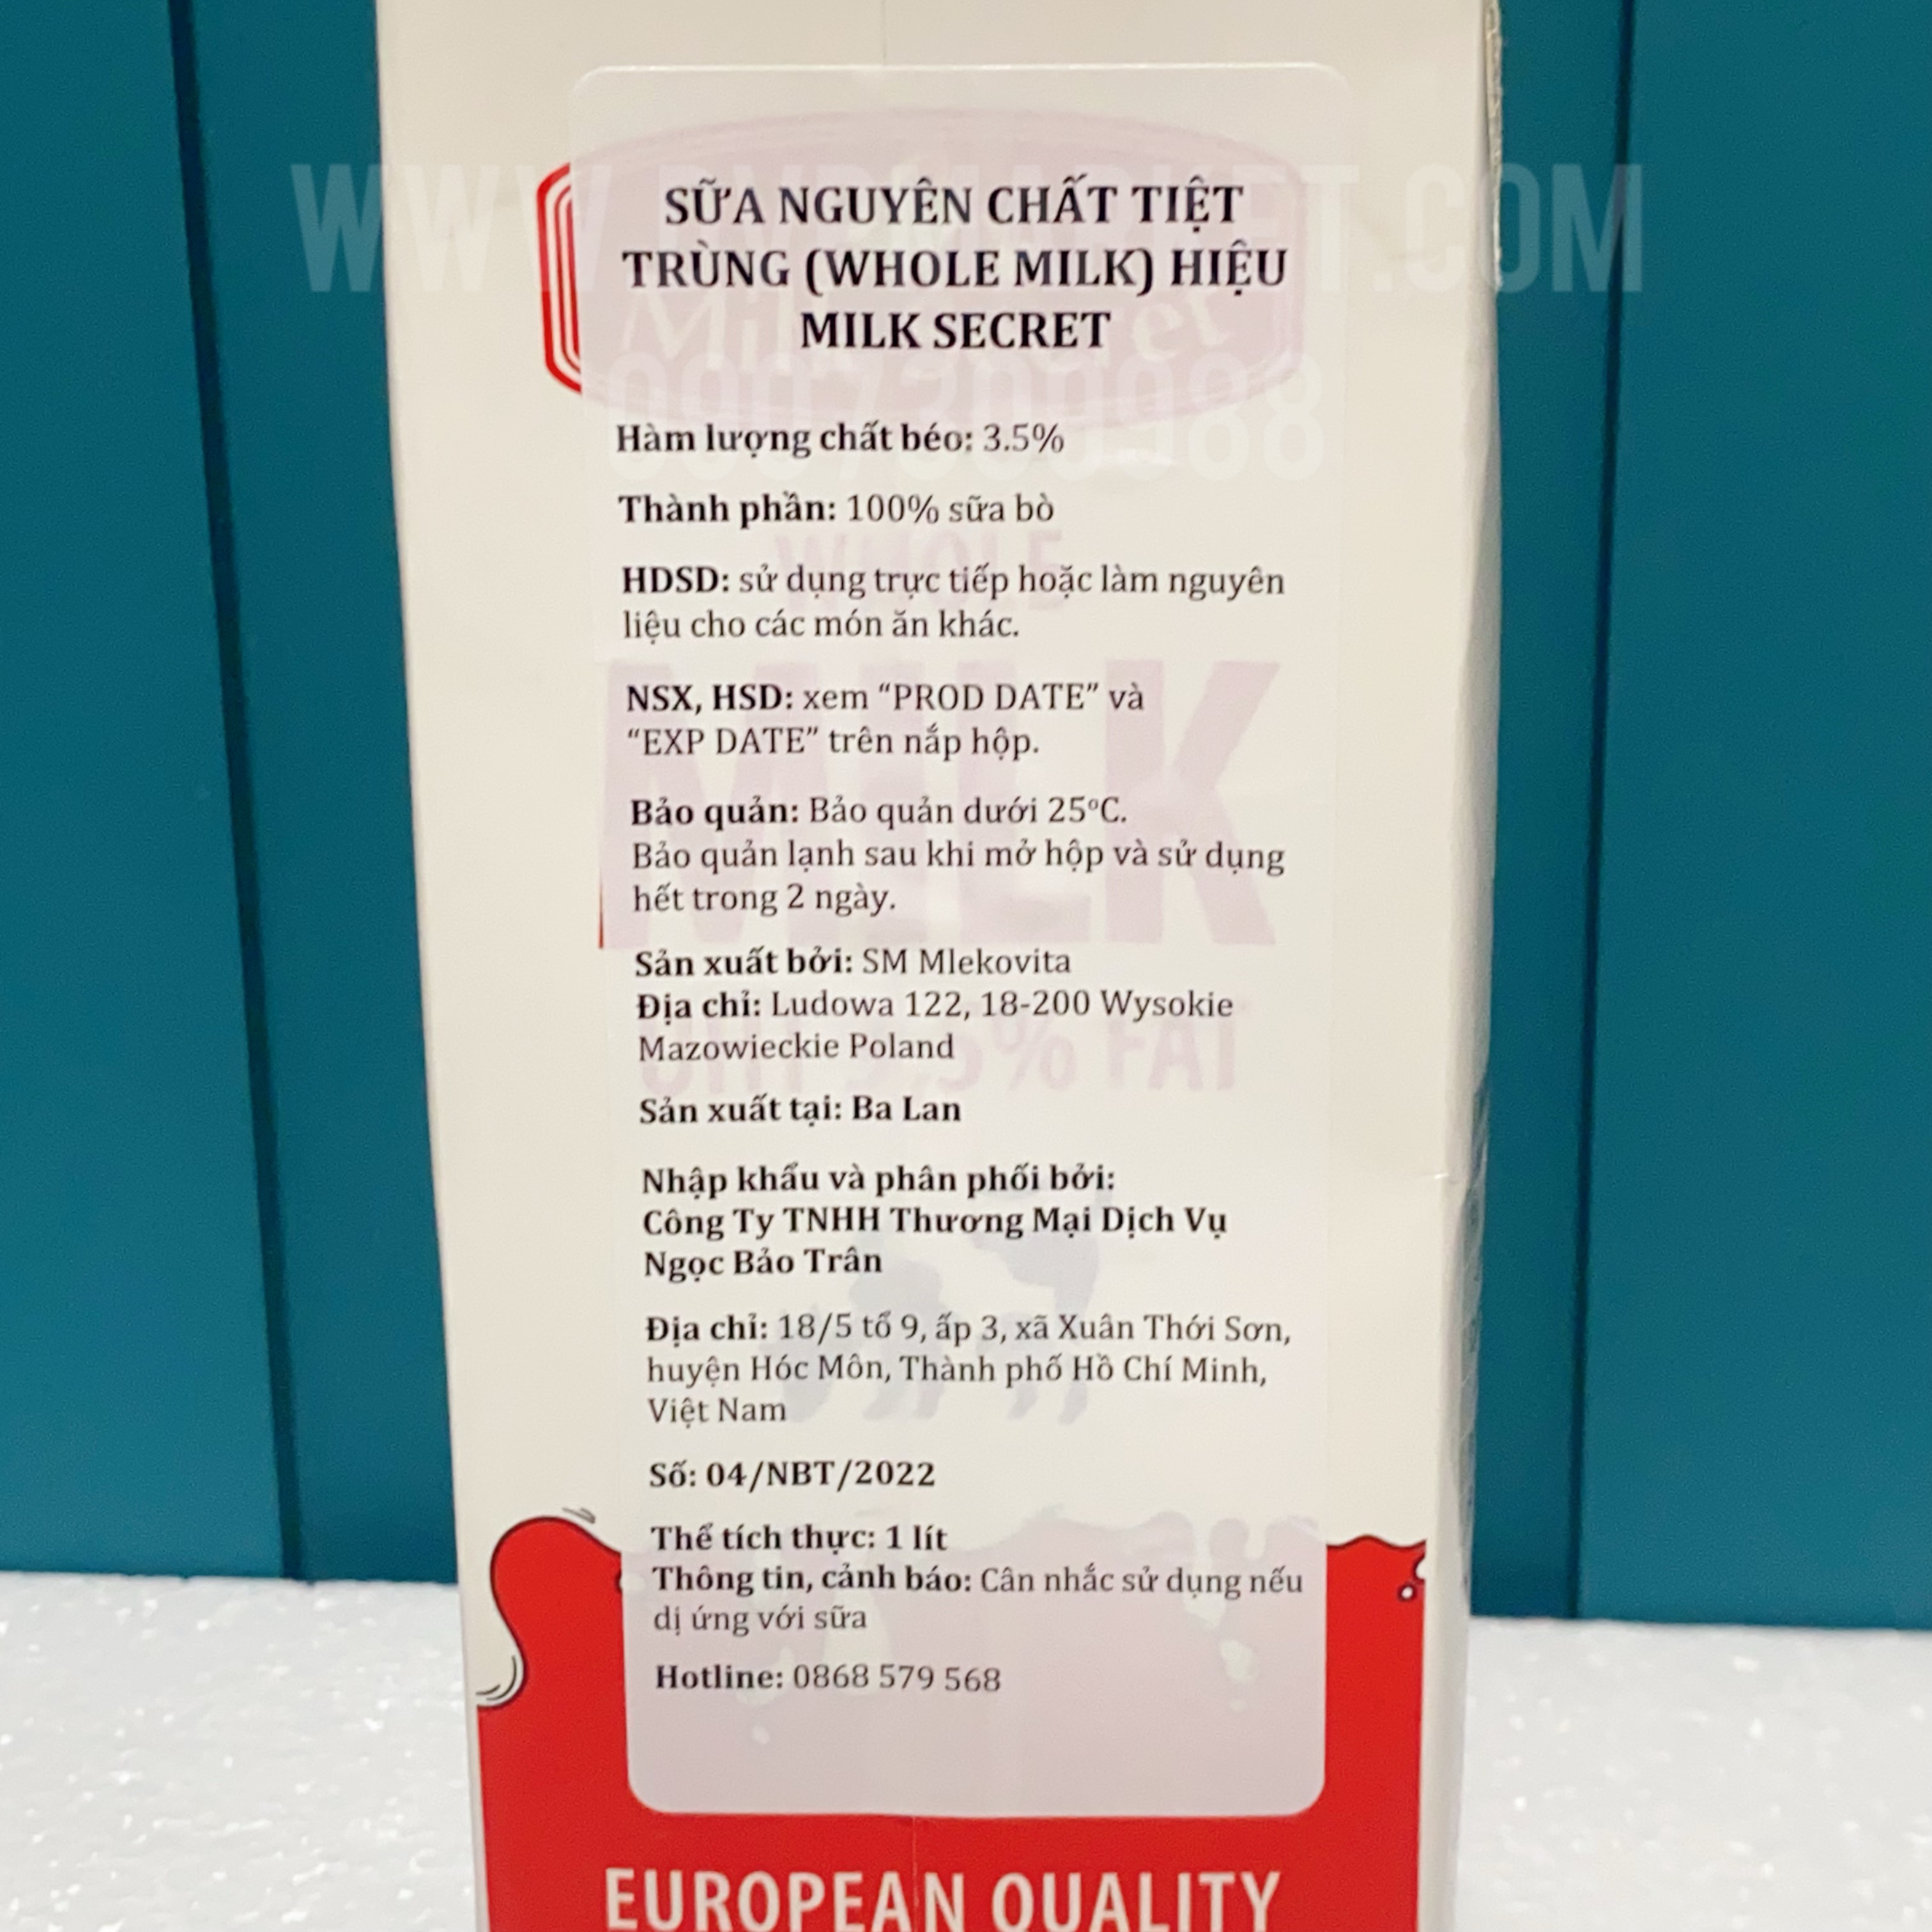 SỮA NGUYÊN CHẤT TIỆT
TRÙNG (WHOLE MILK) HIỆU
MILK SECRET
Hàm lượng chất béo: 3.5%
Thành phần: 100% sữa bò
HDSD: sử dụng trực tiếp hoặc làm nguyên
liệu cho các món ăn khác.
NSX, HSD: xem “PROD DATE” và
“EXP DATE” trên nắp hộp.
Bảo quản: Bảo quản dưới 25ºC.
Bảo quản lạnh sau khi mở hộp và sử dụng
hết trong 2 ngày.
Sản xuất bởi: SM Mlekovita
Địa chỉ: Ludowa 122, 18-200 Wysokie
Mazowieckie Poland
Sản xuất tại: Ba Lan
Nhập khẩu và phân phối bởi:
Công Ty TNHH Thương Mại Dịch Vụ
Ngọc Bảo Trân
Địa chỉ: 18/5 tổ 9, ấp 3, xã Xuân Thới Sơn,
huyện Hóc Môn, Thành phố Hồ Chí Minh,
Việt Nam
Số: 04/NBT/2022
Thể tích thực: 1 lít
Thông tin, cảnh báo: Cân nhắc sử dụng nếu
dị ứng với sữa
Hotline: 0868 579 568
WHOLE
MILK
UHT 3.5% FAT
EUROPEAN QUALITY